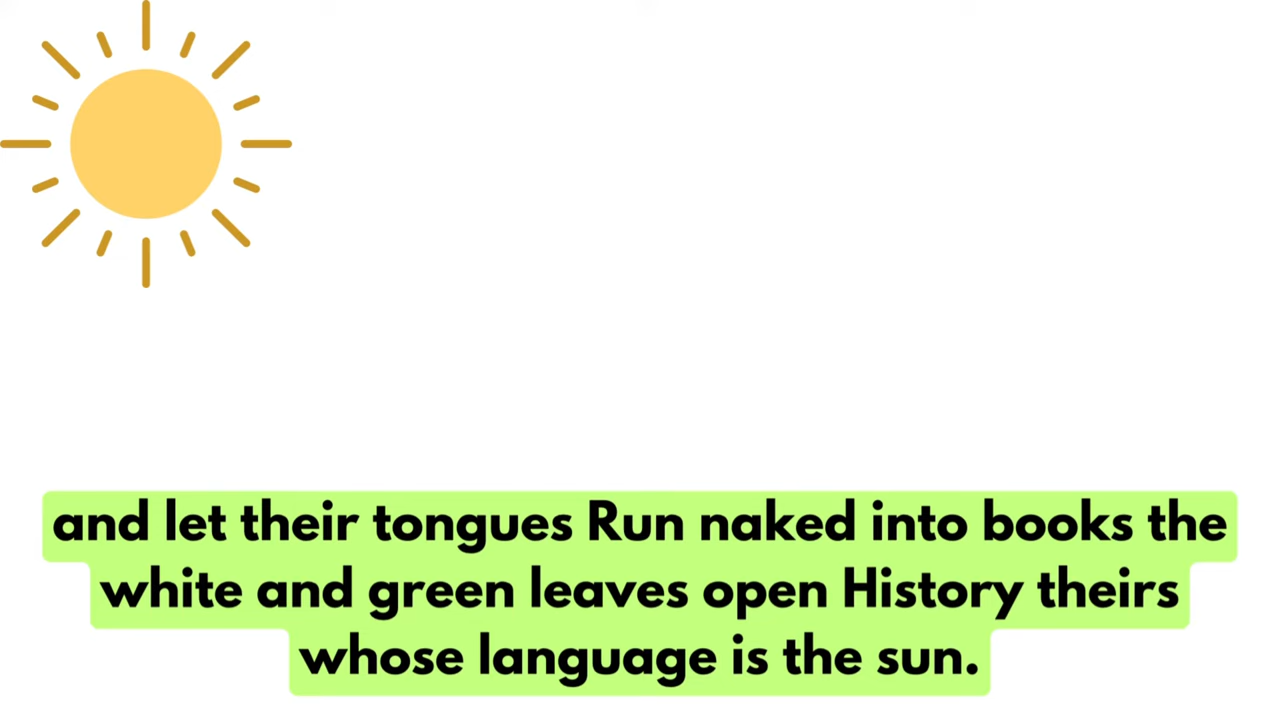 and let their tongues Run naked into books the
white and green leaves open History theirs
whose language is the sun.